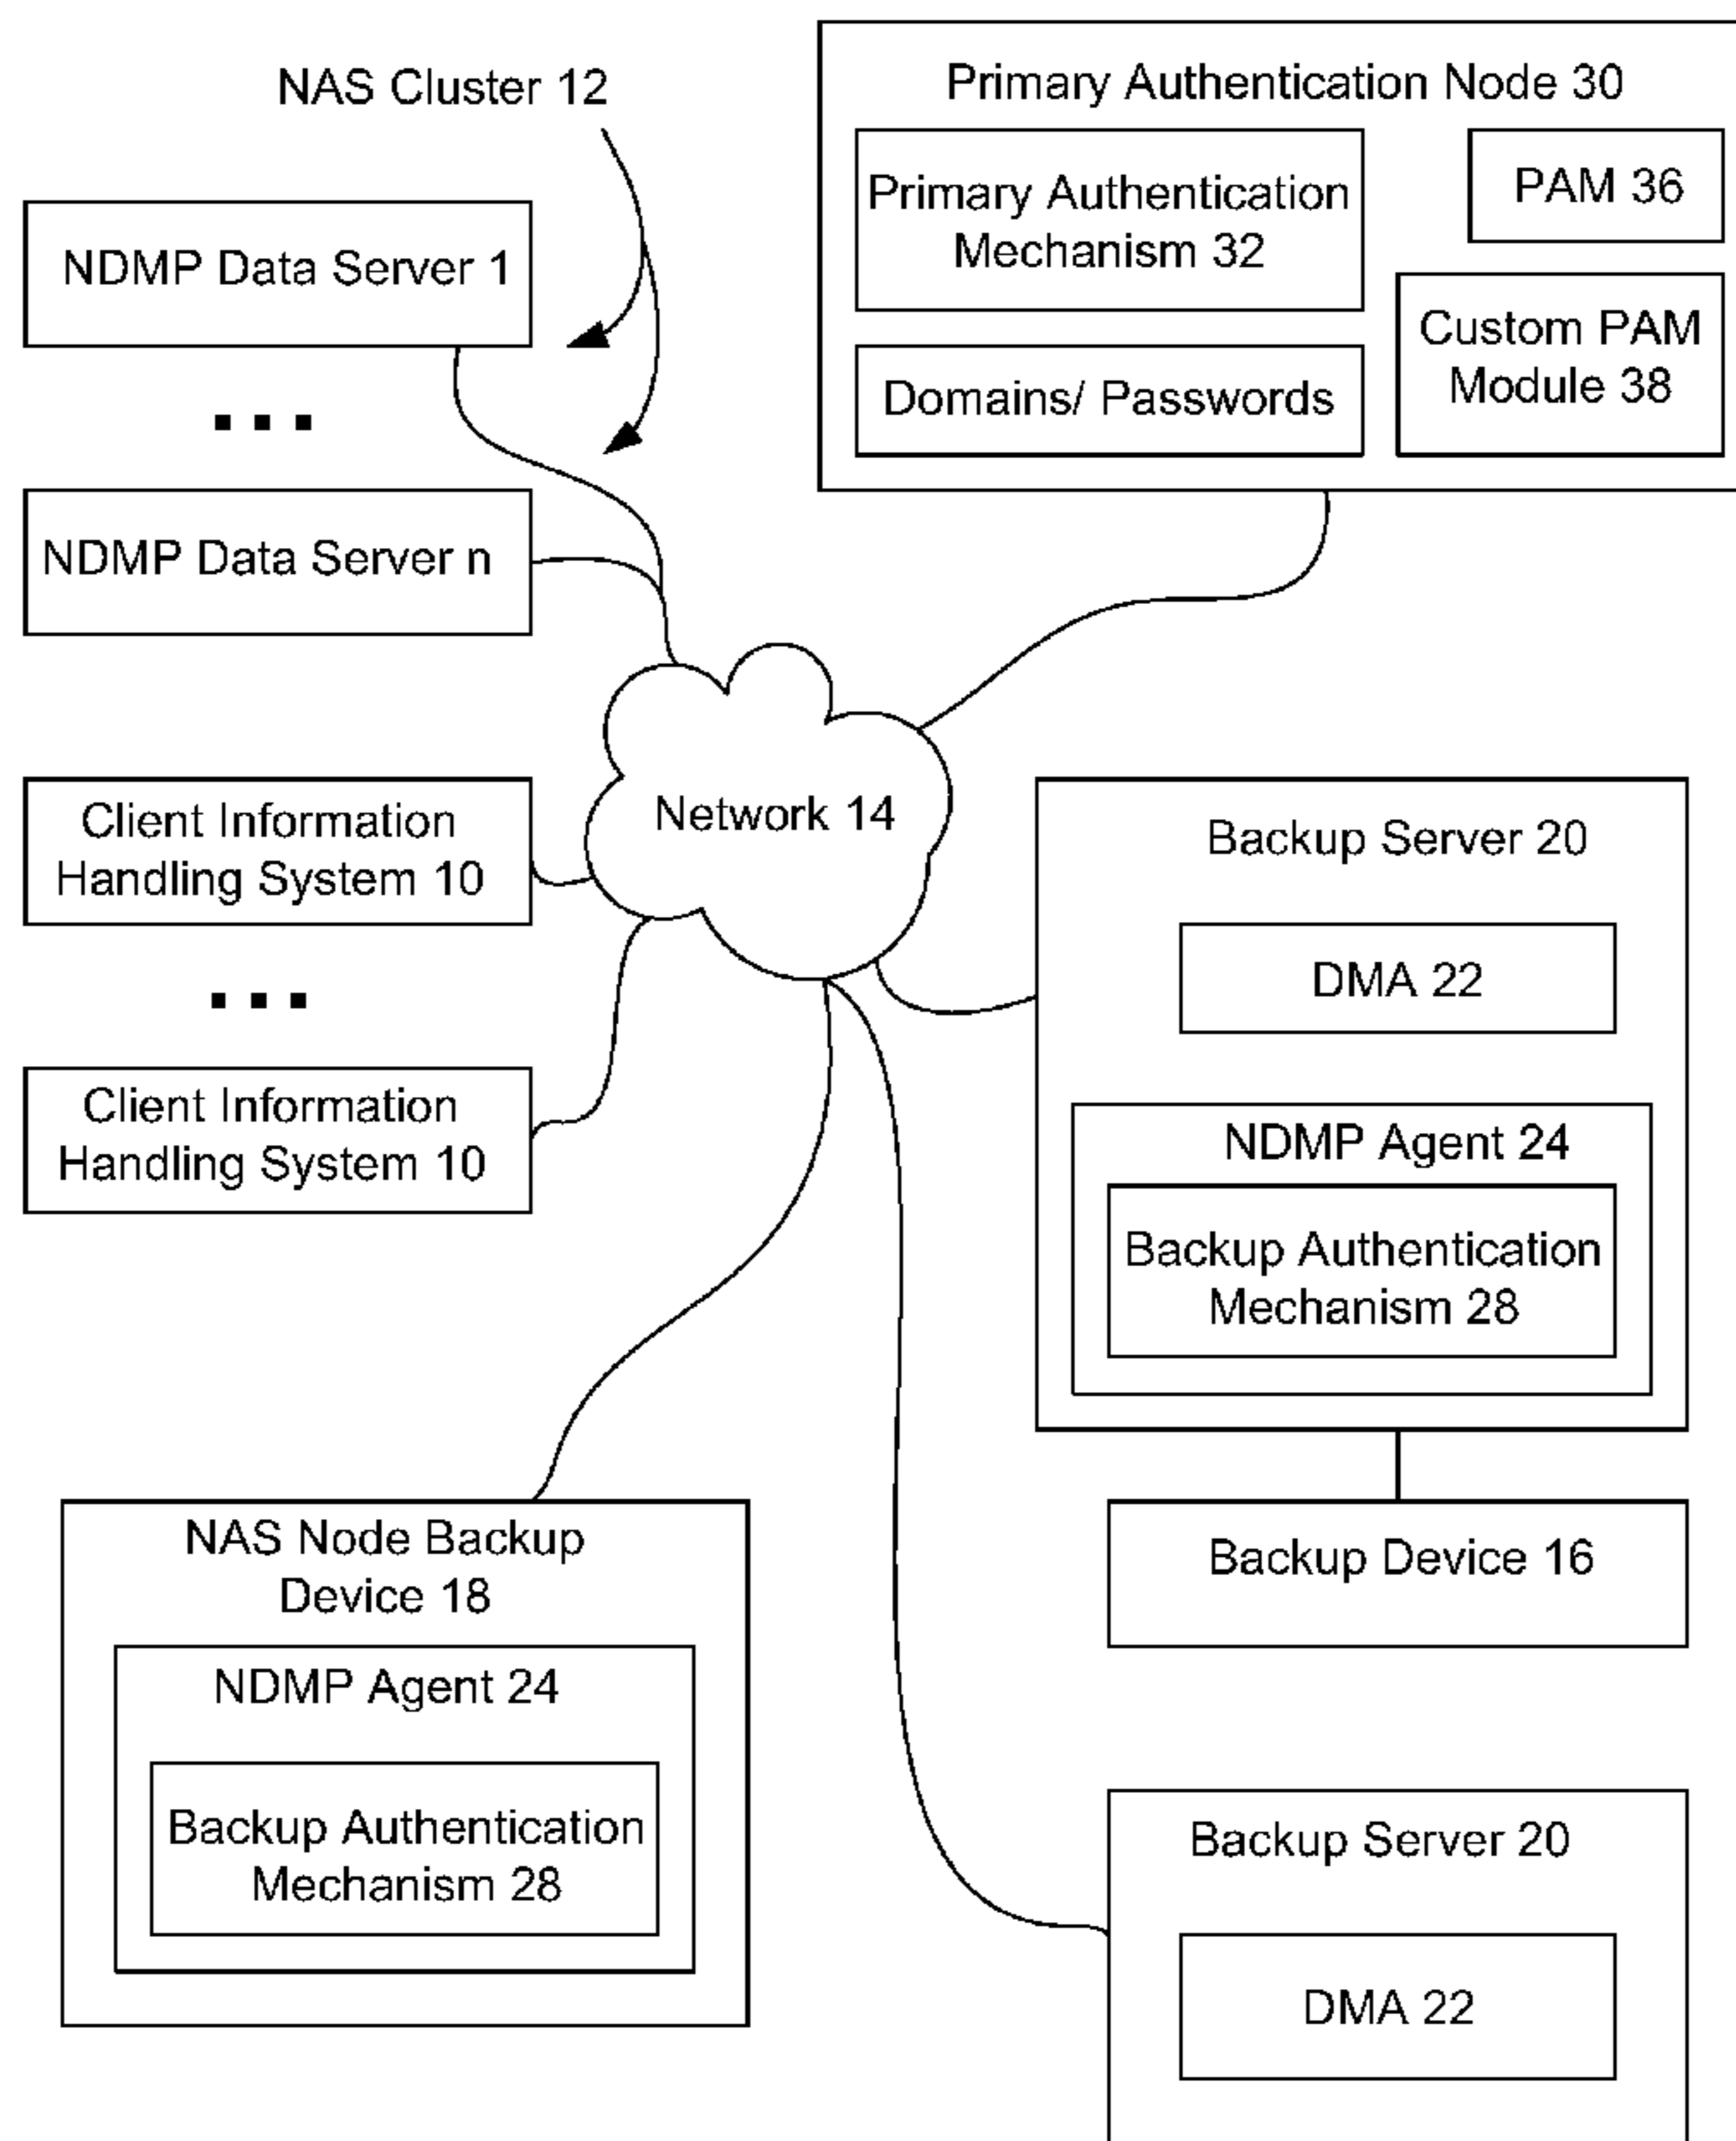 NAS Cluster 12
Primary Authentication Node 30
Primary Authentication
Mechanism 32
PAM 36
Custom PAM
Module 38
Domains/ Passwords
NDMP Data Server 1
...
NDMP Data Server n
Network 14
Client Information
Handling System 10
...
Client Information
Handling System 10
Backup Server 20
DMA 22
NDMP Agent 24
Backup Authentication
Mechanism 28
Backup Device 16
NAS Node Backup
Device 18
NDMP Agent 24
Backup Authentication
Mechanism 28
Backup Server 20
DMA 22